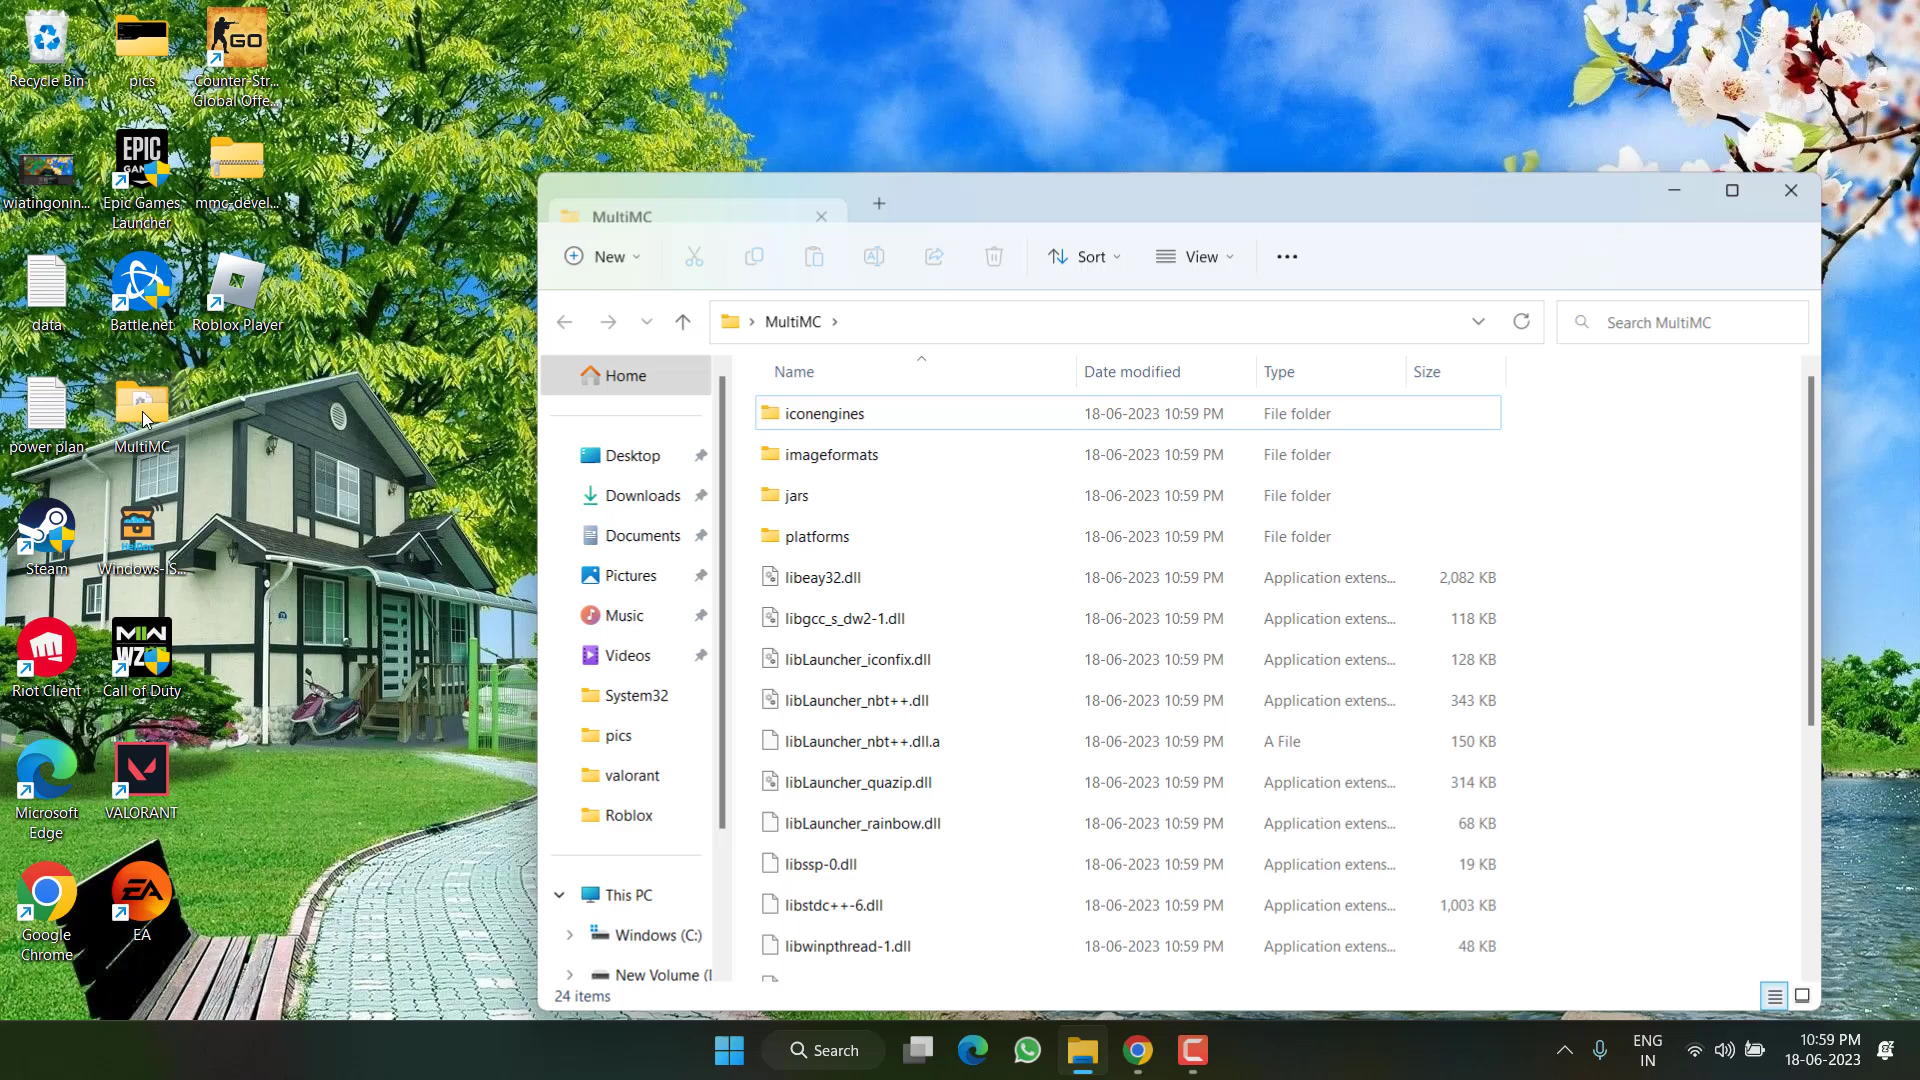 Recycle Bin
pics
GO
Counter-Str...
Global Offe...
wiatingonin...
EPIC
GAMES
Epic Games
Launcher
mmc-devel...
data
Battle.net
Roblox Player
power plan
MultiMC
Steam
Windows-IS...
Riot Client
MWII
WZ
Call of Duty
Microsoft
Edge
VALORANT
Google
Chrome
EA
EA
MultiMC
New
Sort
View
MultiMC
Search MultiMC
Home
Desktop
Downloads
Documents
Pictures
Music
Videos
System32
pics
valorant
Roblox
This PC
Windows (C:)
New Volume (
Name Date modified Type Size
iconengines 18-06-2023 10:59 PM File folder
imageformats 18-06-2023 10:59 PM File folder
jars 18-06-2023 10:59 PM File folder
platforms 18-06-2023 10:59 PM File folder
libeay32.dll 18-06-2023 10:59 PM Application extens... 2,082 KB
libgcc_s_dw2-1.dll 18-06-2023 10:59 PM Application extens... 118 KB
libLauncher_iconfix.dll 18-06-2023 10:59 PM Application extens... 128 KB
libLauncher_nbt++.dll 18-06-2023 10:59 PM Application extens... 343 KB
libLauncher_nbt++.dll.a 18-06-2023 10:59 PM A File 150 KB
libLauncher_quazip.dll 18-06-2023 10:59 PM Application extens... 314 KB
libLauncher_rainbow.dll 18-06-2023 10:59 PM Application extens... 68 KB
libssp-0.dll 18-06-2023 10:59 PM Application extens... 19 KB
libstdc++-6.dll 18-06-2023 10:59 PM Application extens... 1,003 KB
libwinpthread-1.dll 18-06-2023 10:59 PM Application extens... 48 KB
24 items
Search
ENG
IN
10:59 PM
18-06-2023